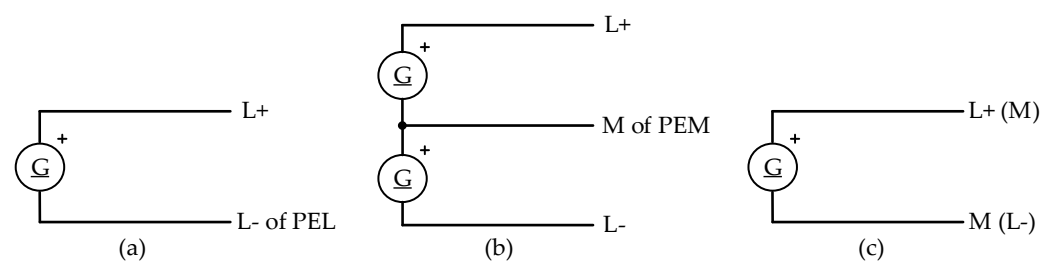 L+
+
G
L- of PEL
(a)
L+
+
G
M of PEM
+
G
L-
(b)
L+ (M)
+
G
M (L-)
(c)